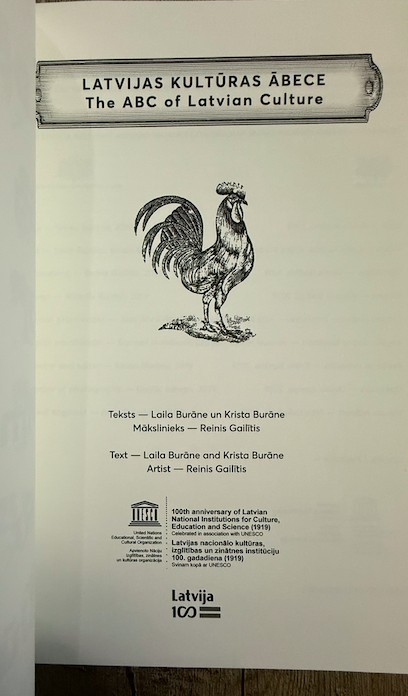 LATVIJAS KULTŪRAS ĀBECE
The ABC of Latvian Culture
Teksts — Laila Burāne un Krista Burāne
Mākslinieks — Reinis Gailītis
Text — Laila Burāne and Krista Burāne
Artist — Reinis Gailītis
UNESCO
United Nations
Educational, Scientific and
Cultural Organization
Apvienoto Nāciju
izglītības, zinātnes
un kultūras organizācija
100th anniversary of Latvian
National Institutions for Culture,
Education and Science (1919)
Celebrated in association with UNESCO
Latvijas nacionālo kultūras,
izglītības un zinātnes institūciju
100. gadadiena (1919)
Svinam kopā ar UNESCO
Latvija
100